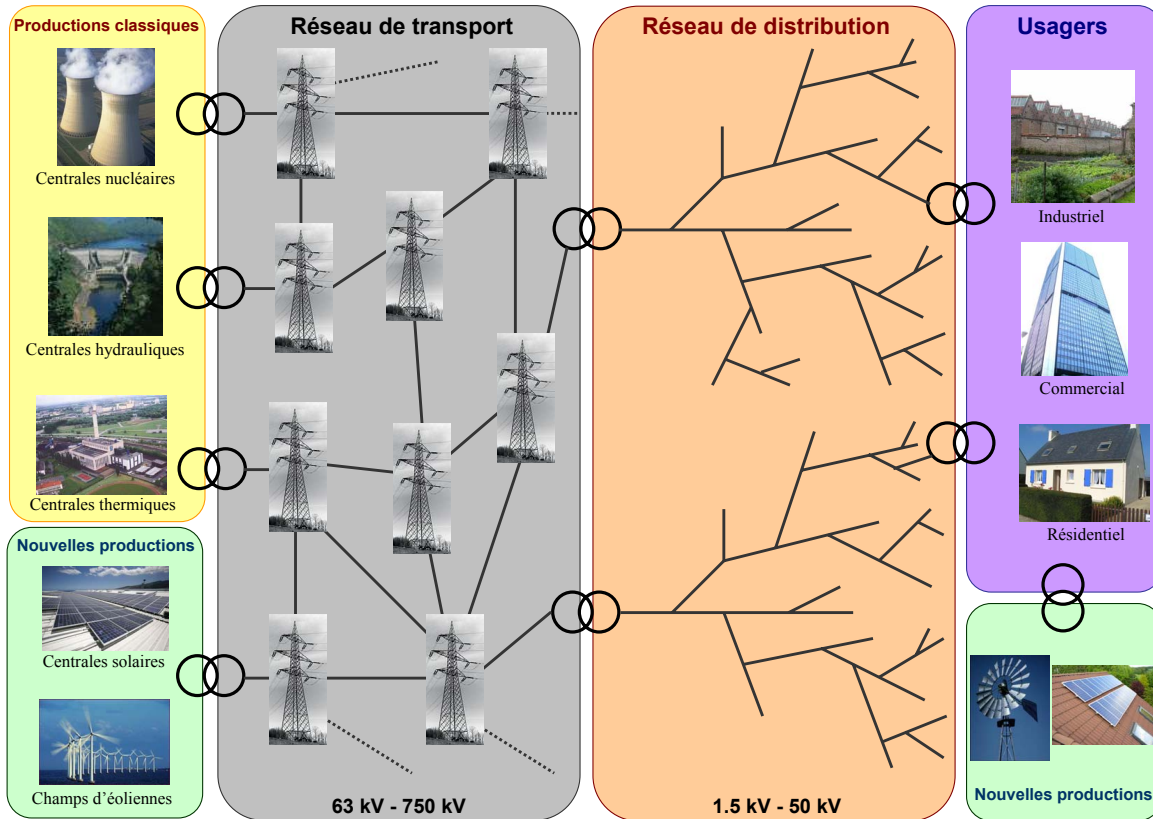 Productions classiques
Centrales nucléaires
Centrales hydrauliques
Centrales thermiques
Nouvelles productions
Centrales solaires
Champs d'éoliennes
Réseau de transport
63 kV - 750 kV
Réseau de distribution
1.5 kV - 50 kV
Usagers
Industriel
Commercial
Résidentiel
Nouvelles productions